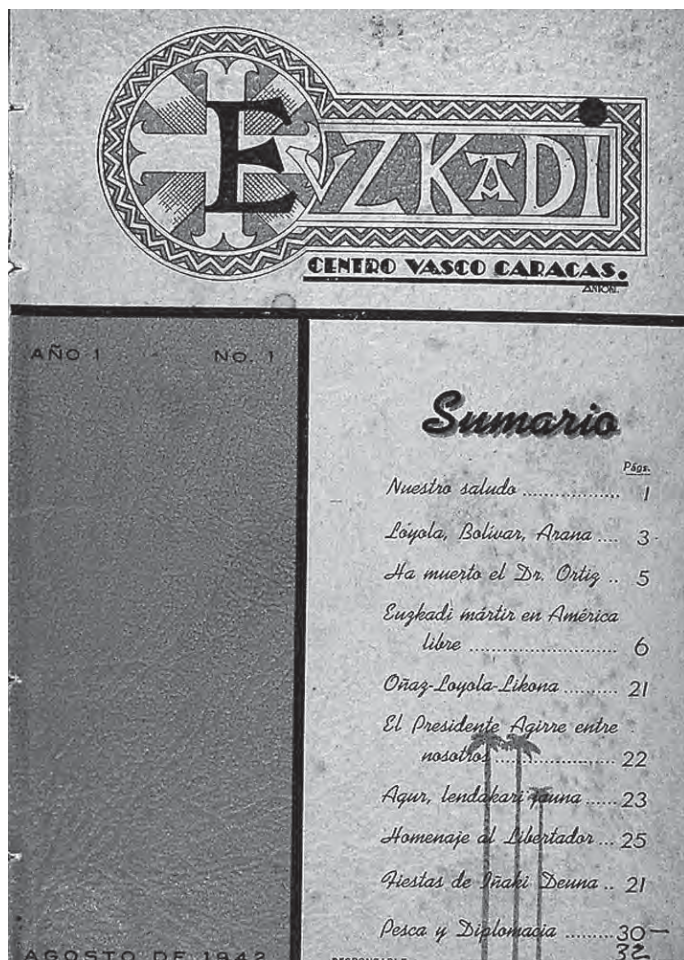 EUZKADI
CENTRO VASCO CARACAS.
AÑO 1 - No. 1
Sumario
Págs.
Nuestro saludo ................. 1
Loyola, Bolívar, Arana .... 3
Ha muerto el Dr. Ortiz .. 5
Euzkadi mártir en América
libre ........................ 6
Oñaz-Loyola-Likona ......... 21
El Presidente Agirre entre
nosotros ................... 22
Agur, lendakari jauna ...... 23
Homenaje al Libertador ... 25
Fiestas de Iñaki Deuna .. 21
Pesca y Diplomacia ......... 30
32
AGOSTO DE 1942